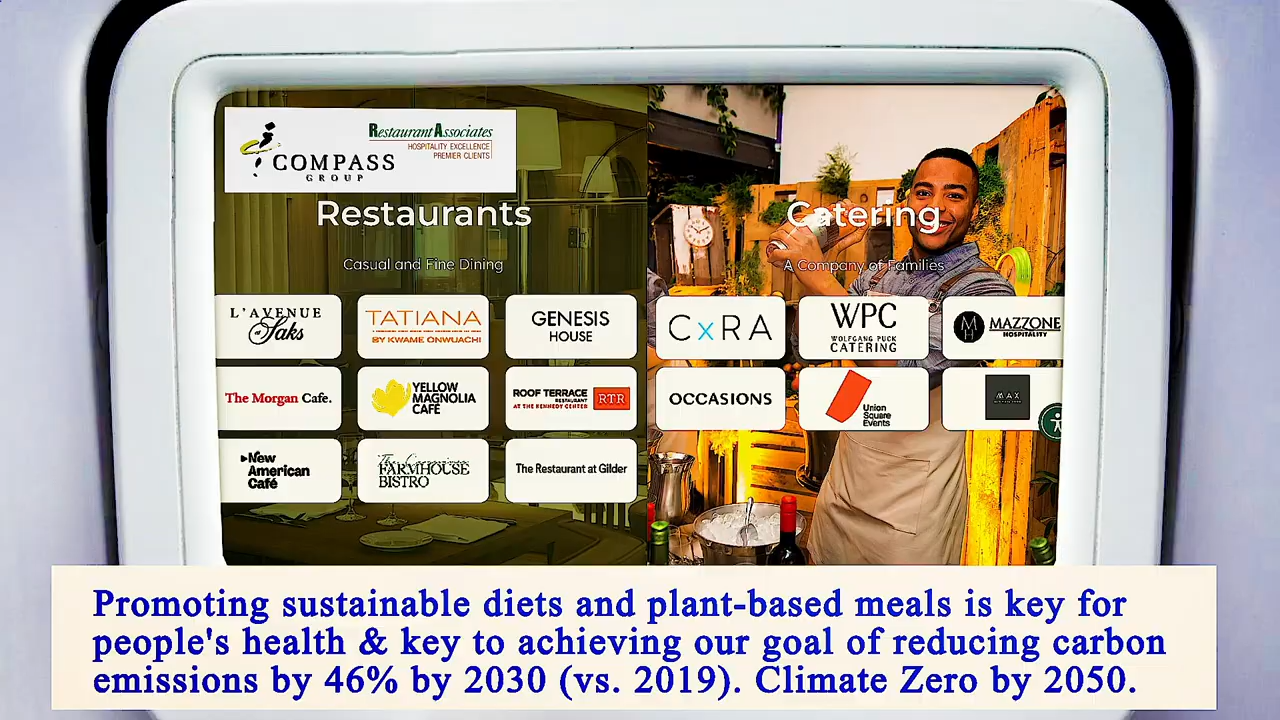 COMPASS
GROUP
Restaurant Associates
HOSPITALITY EXCELLENCE
PREMIER CLIENTS
Restaurants
Casual and Fine Dining
L'AVENUE
Saks
TATIANA
BY KWAME ONWUACHI
GENESIS
HOUSE
The Morgan Cafe.
YELLOW
MAGNOLIA
CAFÉ
ROOF TERRACE
RESTAURANT
AT THE KENNEDY CENTER
RTR
New
American
Café
FARMHOUSE
BISTRO
The Restaurant at Gilder
Catering
A Company of Families
CxRA
WPC
WOLFGANG PUCK
CATERING
MH
MAZZONE
HOSPITALITY
OCCASIONS
Union
Square
Events
MAX
Promoting sustainable diets and plant-based meals is key for
people's health & key to achieving our goal of reducing carbon
emissions by 46% by 2030 (vs. 2019). Climate Zero by 2050.